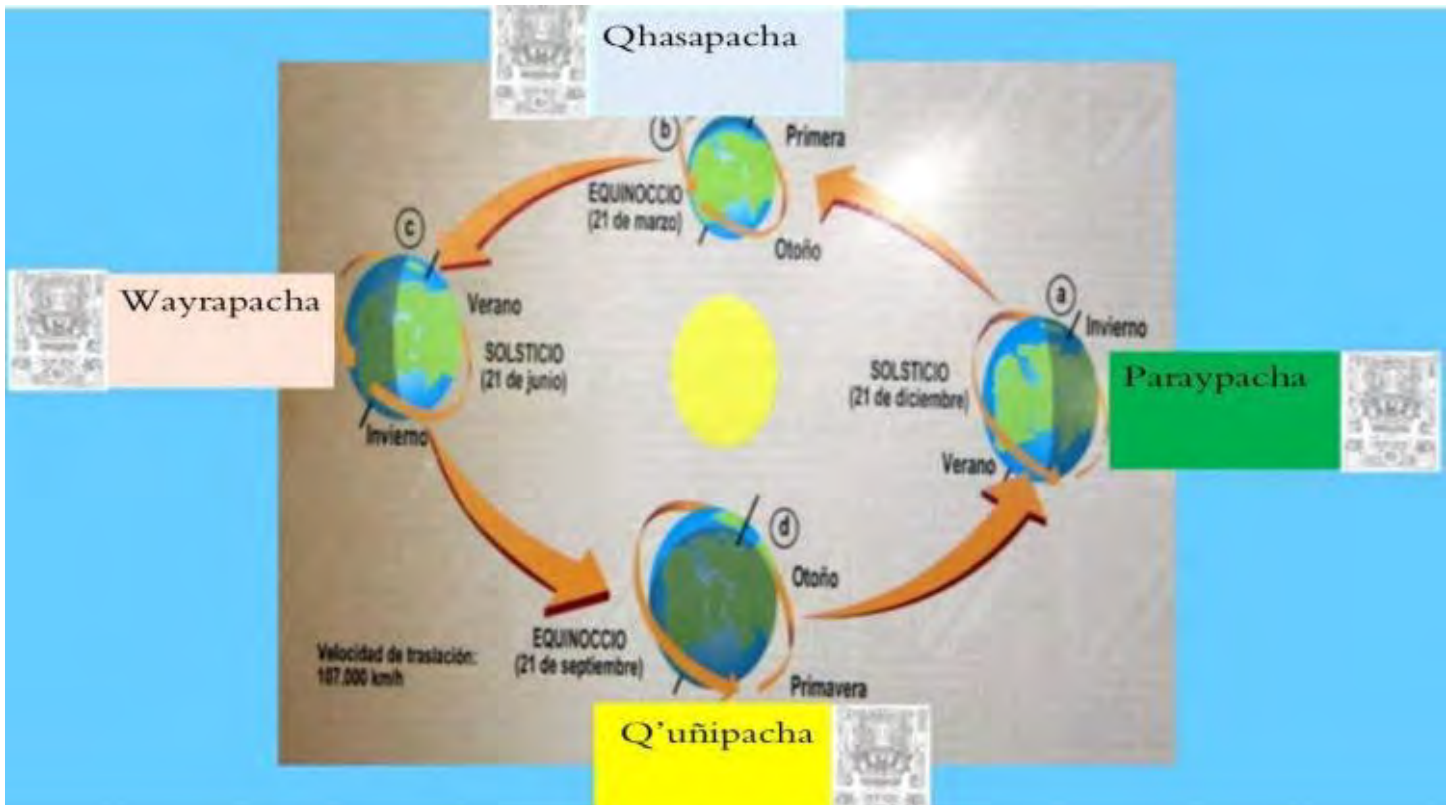 Qhasapacha
b
Primera
EQUINOCCIO
(21 de marzo)
Otoño
c
Wayrapacha
Verano
SOLSTICIO
(21 de junio)
Invierno
a
Invierno
SOLSTICIO
(21 de diciembre)
Verano
Paraypacha
d
Otoño
EQUINOCCIO
(21 de septiembre)
Primavera
Velocidad de traslación:
107.000 km/h
Q'uñipacha